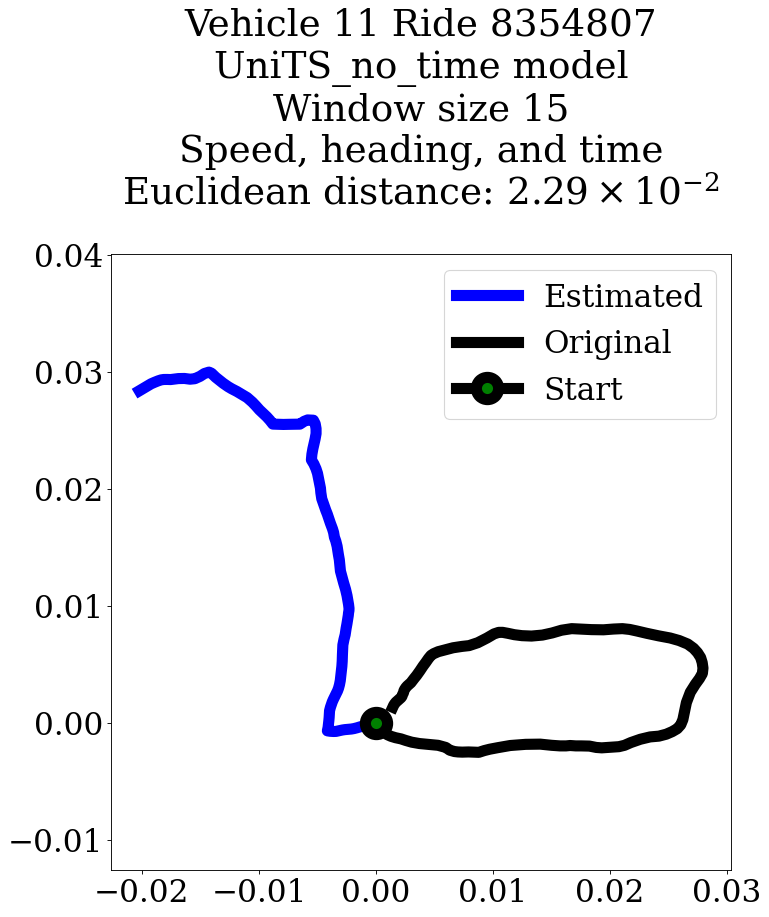 Vehicle 11 Ride 8354807
UniTS_no_time model
Window size 15
Speed, heading, and time
Euclidean distance: 2.29 × 10⁻²
0.04
0.03
0.02
0.01
0.00
−0.01
Estimated
Original
Start
−0.02 −0.01 0.00 0.01 0.02 0.03